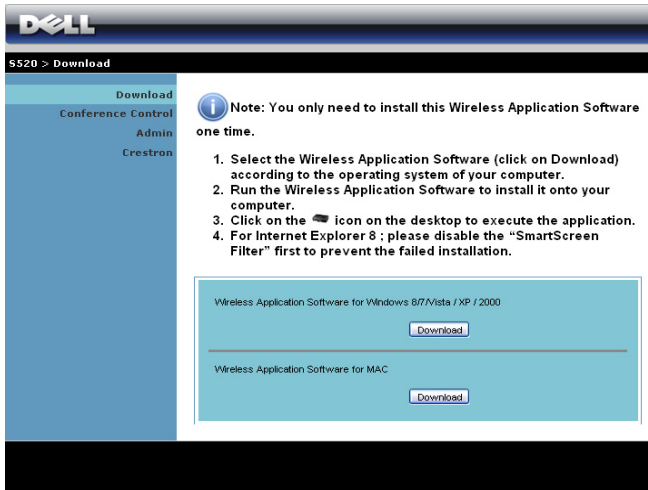 DELL
S520 > Download
Download
Conference Control
Admin
Crestron
Note: You only need to install this Wireless Application Software
one time.
1. Select the Wireless Application Software (click on Download)
according to the operating system of your computer.
2. Run the Wireless Application Software to install it onto your
computer.
3. Click on the icon on the desktop to execute the application.
4. For Internet Explorer 8 ; please disable the “SmartScreen
Filter” first to prevent the failed installation.
Wireless Application Software for Windows 8/7/Vista / XP / 2000
Download
Wireless Application Software for MAC
Download